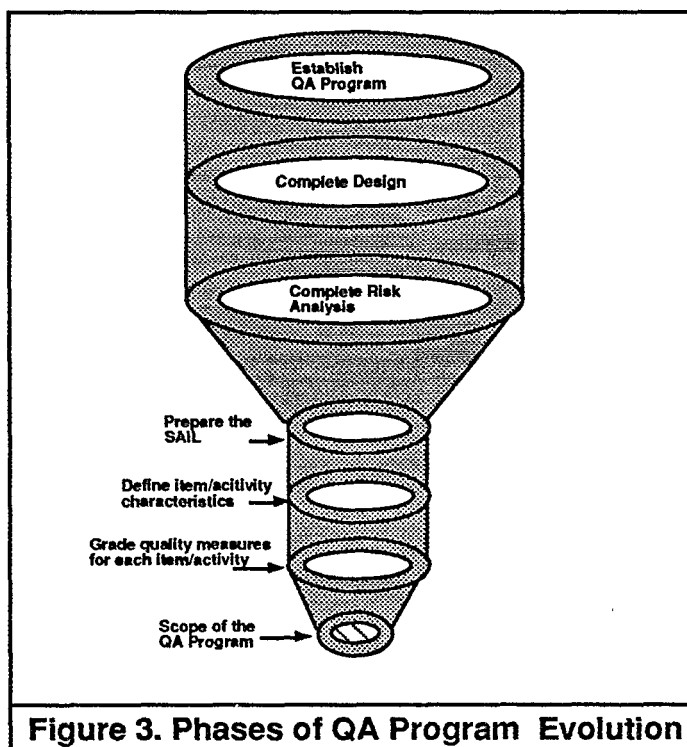 Establish
QA Program
Complete Design
Complete Risk
Analysis
Prepare the
SAIL
Define item/acitivity
characteristics
Grade quality measures
for each item/activity
Scope of the
QA Program
Figure 3. Phases of QA Program Evolution